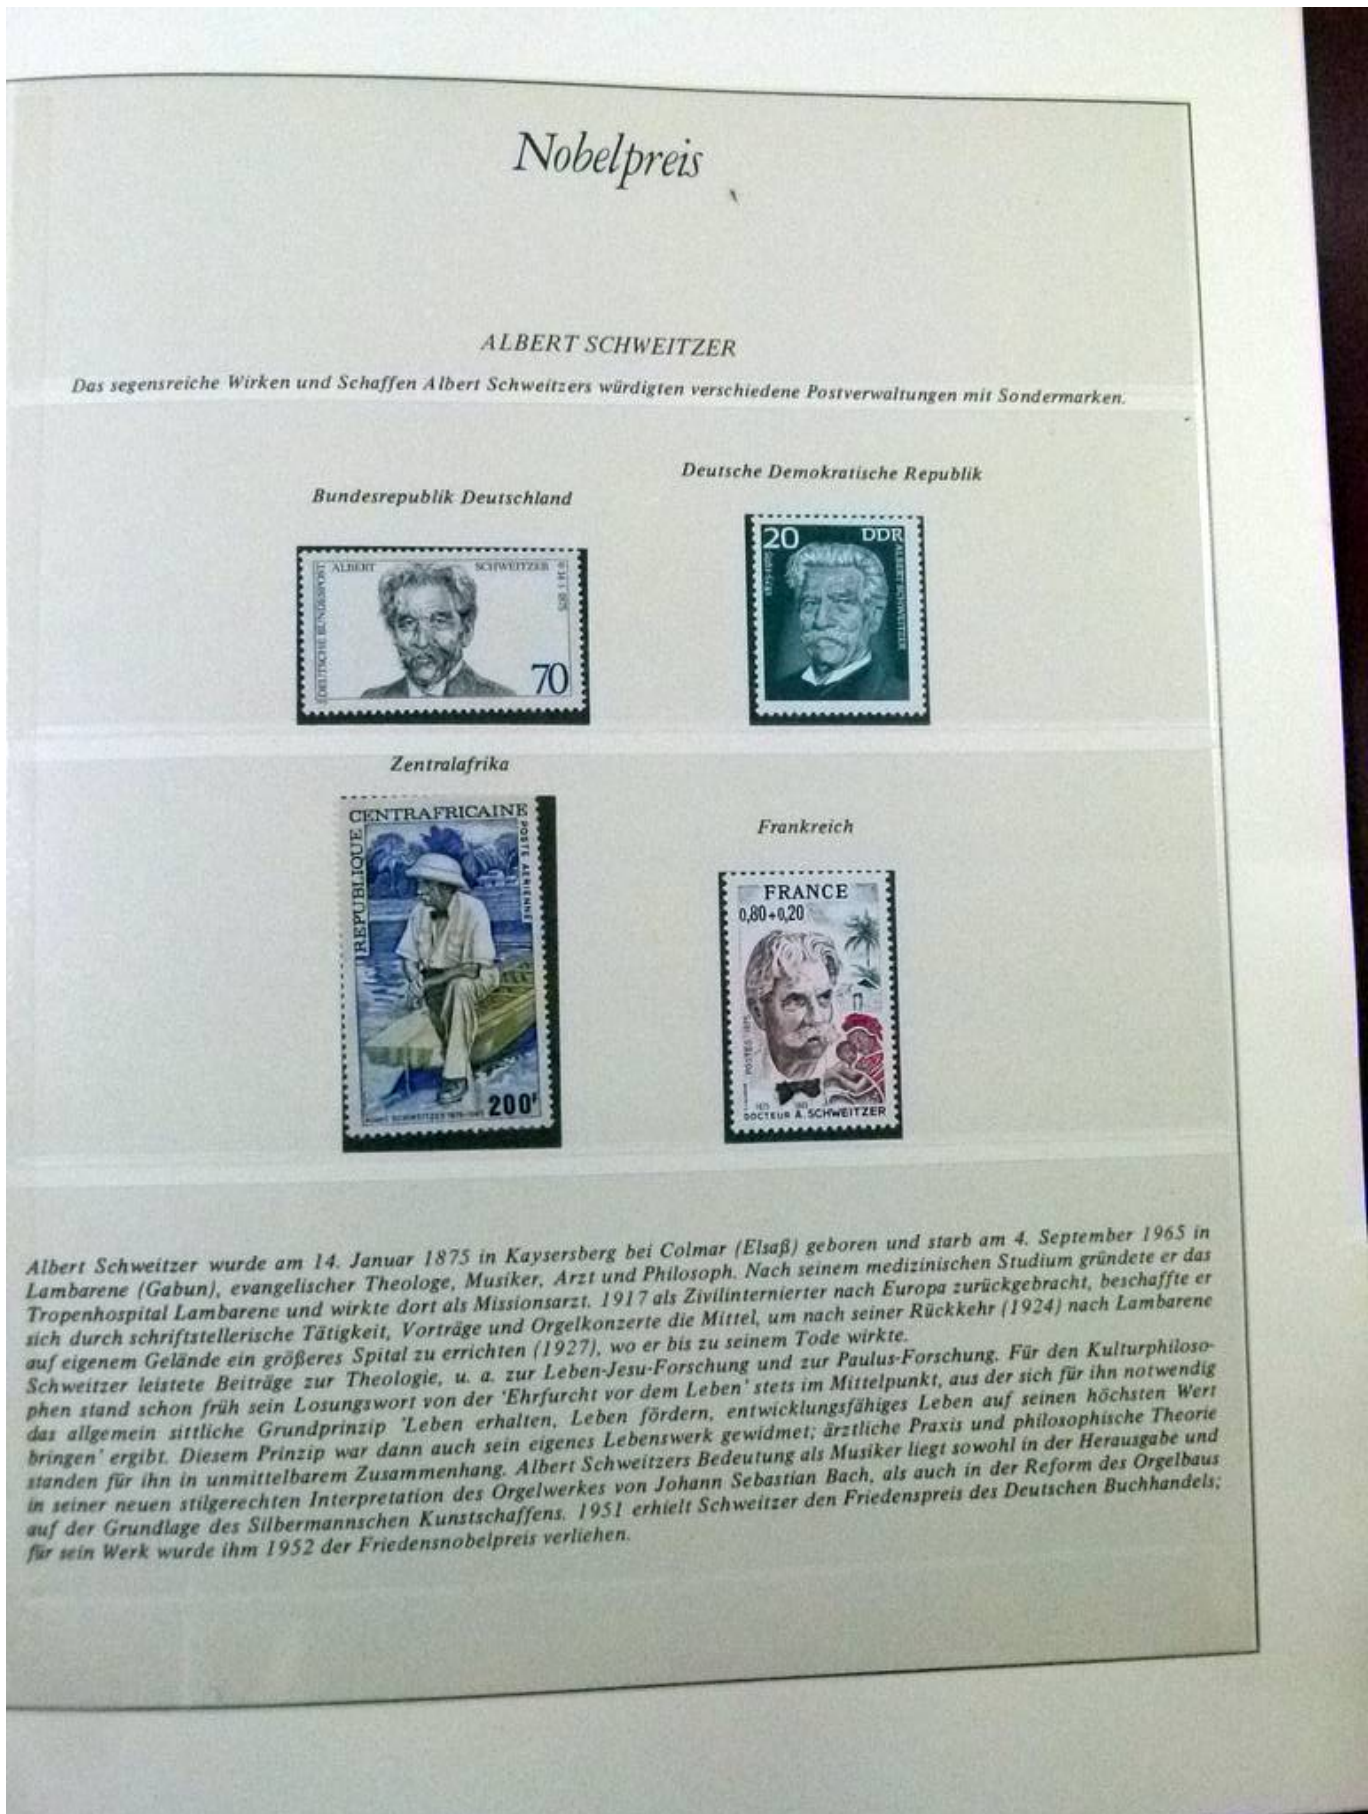 Nobelpreis
ALBERT SCHWEITZER
Das segensreiche Wirken und Schaffen Albert Schweitzers würdigten verschiedene Postverwaltungen mit Sondermarken.
Bundesrepublik Deutschland
Deutsche Demokratische Republik
DEUTSCHE BUNDESPOST
ALBERT SCHWEITZER
70
20 DDR
ALBERT SCHWEITZER
Zentralafrika
Frankreich
REPUBLIQUE CENTRAFRICAINE
POSTE AERIENNE
200F
FRANCE
0,80+0,20
POSTES 1975
1875 1965
DOCTEUR A. SCHWEITZER
Albert Schweitzer wurde am 14. Januar 1875 in Kaysersberg bei Colmar (Elsaß) geboren und starb am 4. September 1965 in
Lambarene (Gabun), evangelischer Theologe, Musiker, Arzt und Philosoph. Nach seinem medizinischen Studium gründete er das
Tropenhospital Lambarene und wirkte dort als Missionsarzt. 1917 als Zivilinternierter nach Europa zurückgebracht, beschaffte er
sich durch schriftstellerische Tätigkeit, Vorträge und Orgelkonzerte die Mittel, um nach seiner Rückkehr (1924) nach Lambarene
auf eigenem Gelände ein größeres Spital zu errichten (1927), wo er bis zu seinem Tode wirkte.
Schweitzer leistete Beiträge zur Theologie, u. a. zur Leben-Jesu-Forschung und zur Paulus-Forschung. Für den Kulturphiloso-
phen stand schon früh sein Losungswort von der 'Ehrfurcht vor dem Leben' stets im Mittelpunkt, aus der sich für ihn notwendig
das allgemein sittliche Grundprinzip 'Leben erhalten, Leben fördern, entwicklungsfähiges Leben auf seinen höchsten Wert
bringen' ergibt. Diesem Prinzip war dann auch sein eigenes Lebenswerk gewidmet; ärztliche Praxis und philosophische Theorie
standen für ihn in unmittelbarem Zusammenhang. Albert Schweitzers Bedeutung als Musiker liegt sowohl in der Herausgabe und
in seiner neuen stilgerechten Interpretation des Orgelwerkes von Johann Sebastian Bach, als auch in der Reform des Orgelbaus
auf der Grundlage des Silbermannschen Kunstschaffens. 1951 erhielt Schweitzer den Friedenspreis des Deutschen Buchhandels;
für sein Werk wurde ihm 1952 der Friedensnobelpreis verliehen.